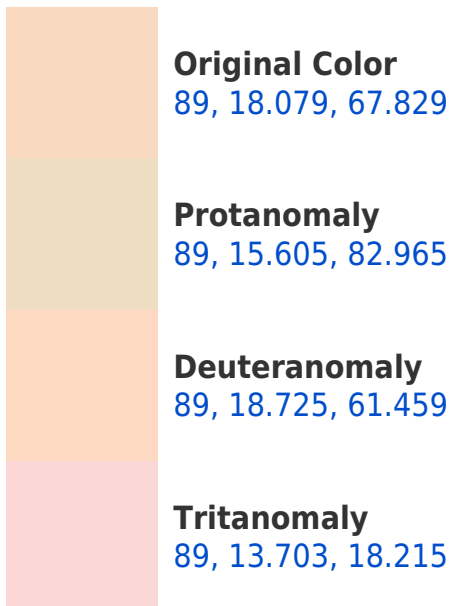 Original Color
89, 18.079, 67.829
Protanomaly
89, 15.605, 82.965
Deuteranomaly
89, 18.725, 61.459
Tritanomaly
89, 13.703, 18.215